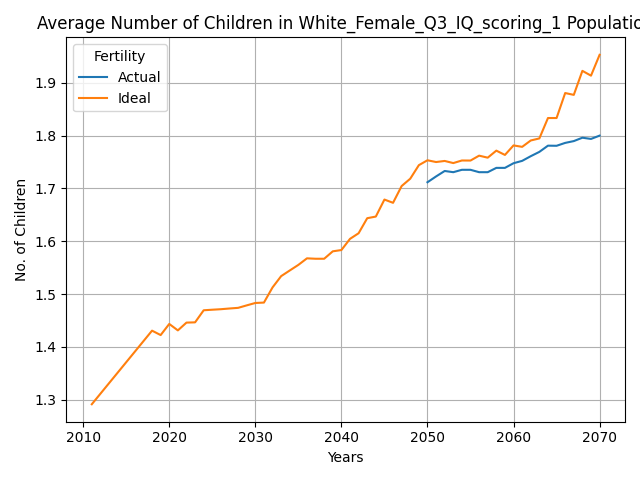 Average Number of Children in White_Female_Q3_IQ_scoring_1 Populatio
Fertility
Actual
Ideal
No. of Children
1.9
1.8
1.7
1.6
1.5
1.4
1.3
2010 2020 2030 2040 2050 2060 2070
Years